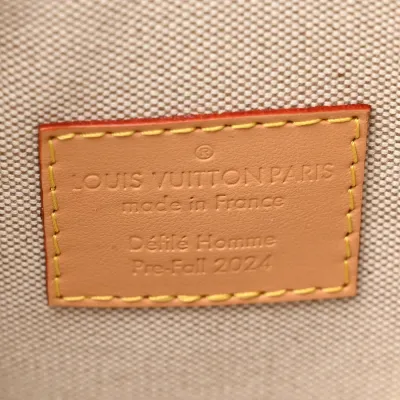 ®
LOUIS VUITTON PARIS
made in France
Défilé Homme
Pre-Fall 2024